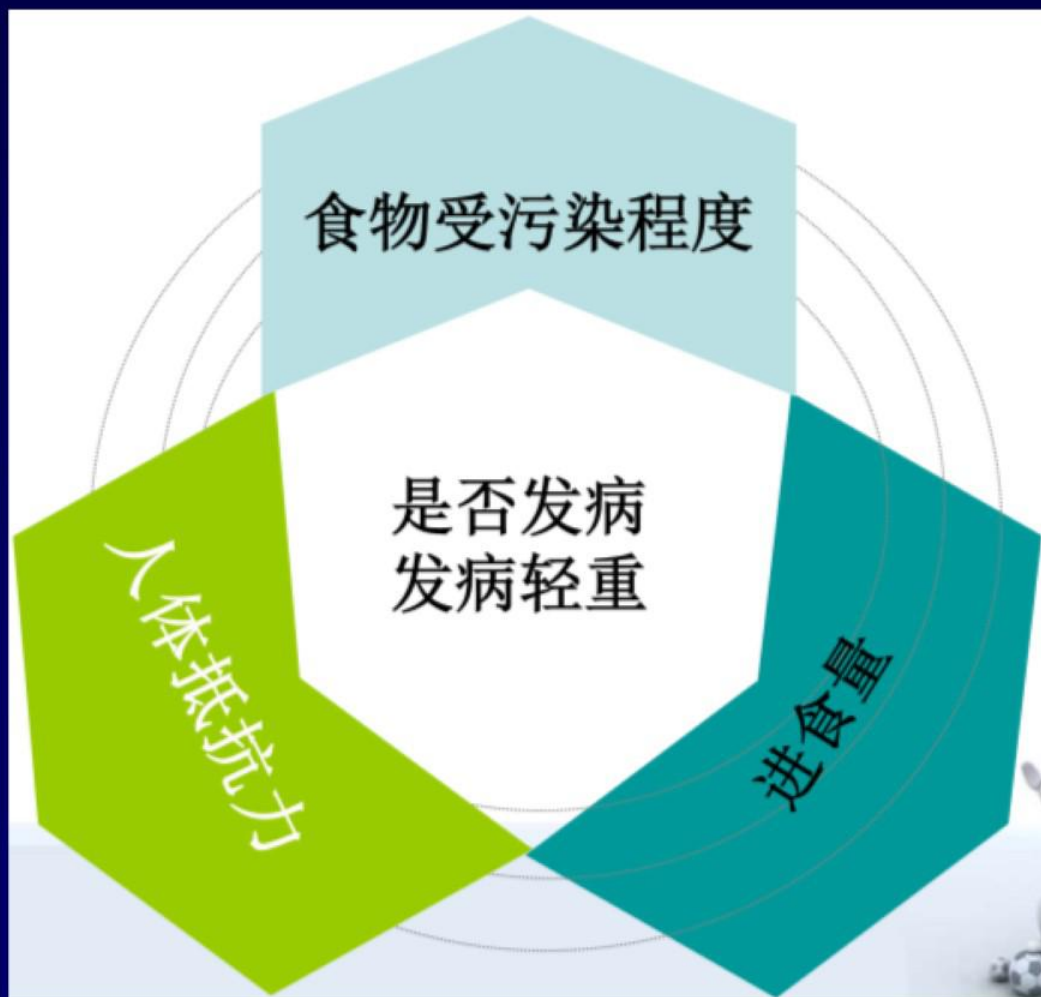 食物受污染程度
是否发病
发病轻重
人体抵抗力
进食量